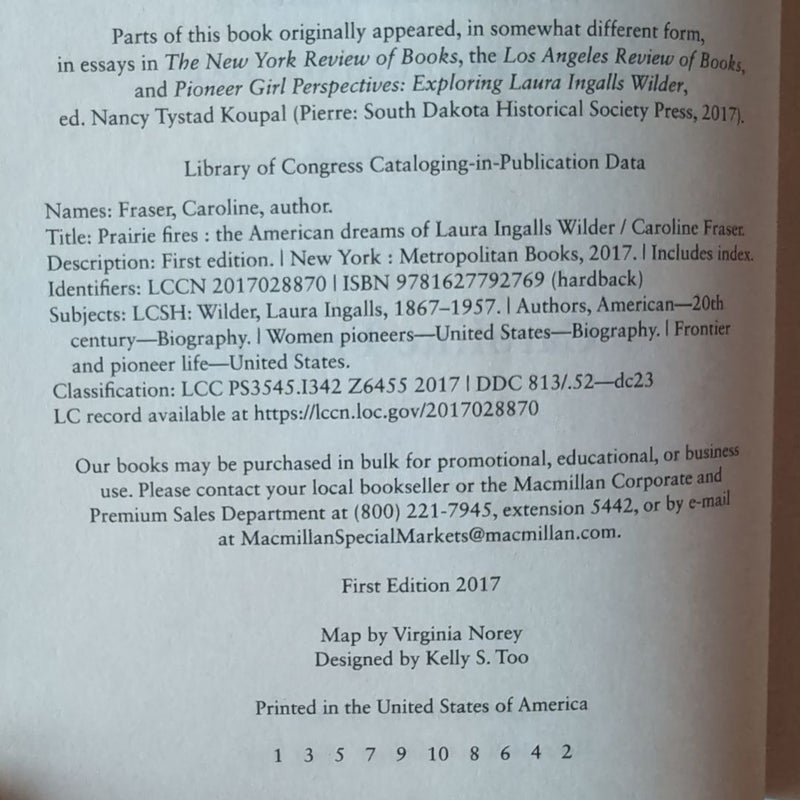 Parts of this book originally appeared, in somewhat different form,
in essays in The New York Review of Books, the Los Angeles Review of Books,
and Pioneer Girl Perspectives: Exploring Laura Ingalls Wilder,
ed. Nancy Tystad Koupal (Pierre: South Dakota Historical Society Press, 2017).
Library of Congress Cataloging-in-Publication Data
Names: Fraser, Caroline, author.
Title: Prairie fires : the American dreams of Laura Ingalls Wilder / Caroline Fraser.
Description: First edition. | New York : Metropolitan Books, 2017. | Includes index.
Identifiers: LCCN 2017028870 | ISBN 9781627792769 (hardback)
Subjects: LCSH: Wilder, Laura Ingalls, 1867–1957. | Authors, American—20th
century—Biography. | Women pioneers—United States—Biography. | Frontier
and pioneer life—United States.
Classification: LCC PS3545.I342 Z6455 2017 | DDC 813/.52—dc23
LC record available at https://lccn.loc.gov/2017028870
Our books may be purchased in bulk for promotional, educational, or business
use. Please contact your local bookseller or the Macmillan Corporate and
Premium Sales Department at (800) 221-7945, extension 5442, or by e-mail
at MacmillanSpecialMarkets@macmillan.com.
First Edition 2017
Map by Virginia Norey
Designed by Kelly S. Too
Printed in the United States of America
1 3 5 7 9 10 8 6 4 2